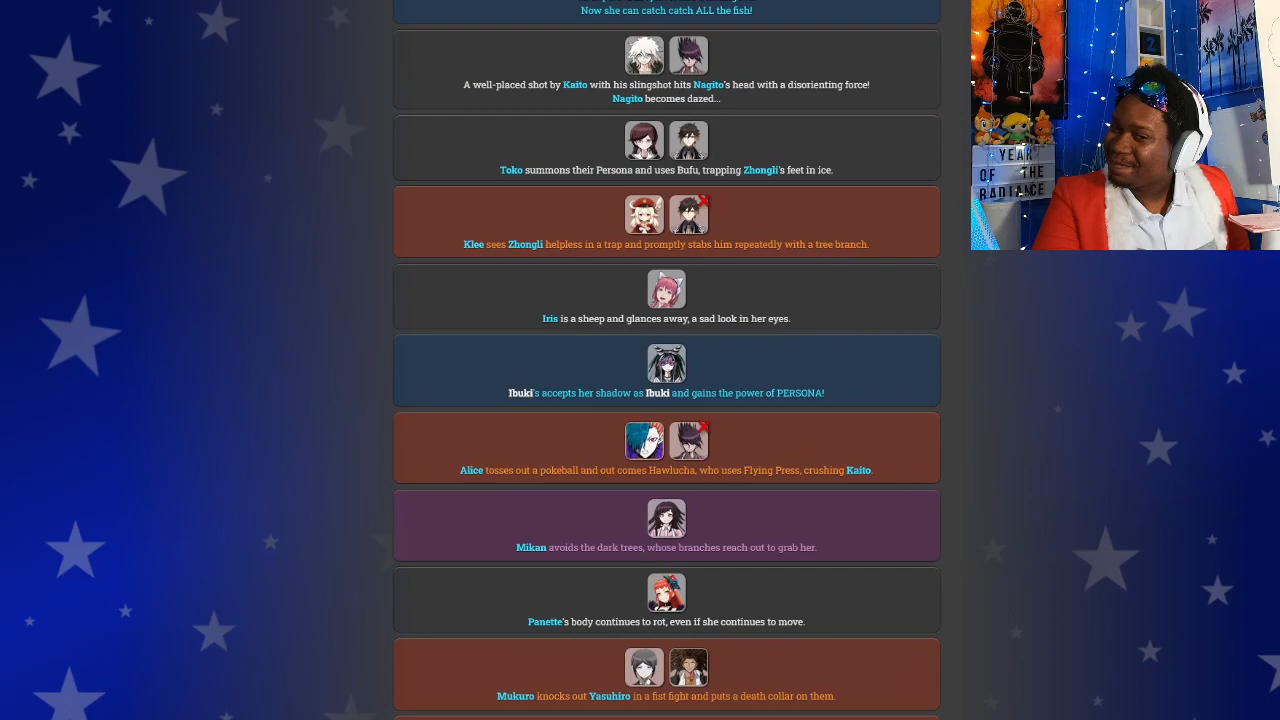 Now she can catch catch ALL the fish!
A well-placed shot by Kaito with his slingshot hits Nagito's head with a disorienting force!
Nagito becomes dazed...
Toko summons their Persona and uses Bufu, trapping Zhongli's feet in ice.
Klee sees Zhongli helpless in a trap and promptly stabs him repeatedly with a tree branch.
Iris is a sheep and glances away, a sad look in her eyes.
Ibuki's accepts her shadow as Ibuki and gains the power of PERSONA!
Alice tosses out a pokeball and out comes Hawlucha, who uses Flying Press, crushing Kaito.
Mikan avoids the dark trees, whose branches reach out to grab her.
Panette's body continues to rot, even if she continues to move.
Mukuro knocks out Yasuhiro in a fist fight and puts a death collar on them.
2
YEAR
OF THE
RADIANCE